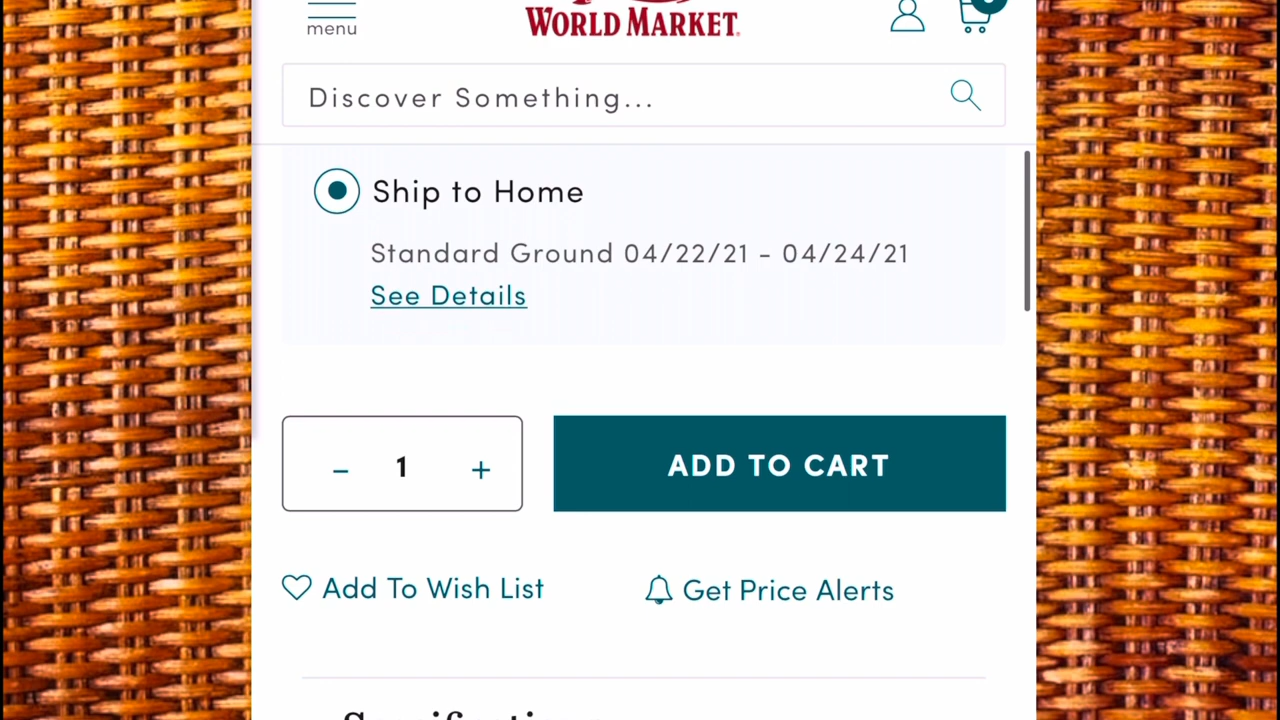 menu
WORLD MARKET
Discover Something...
Ship to Home
Standard Ground 04/22/21 - 04/24/21
See Details
- 1 +
ADD TO CART
Add To Wish List
Get Price Alerts